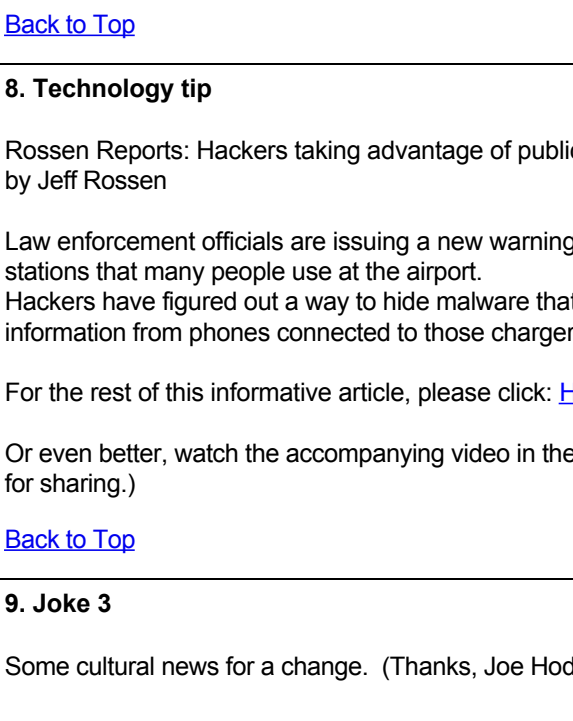 Back to Top
8. Technology tip
Rossen Reports: Hackers taking advantage of
by Jeff Rossen
Law enforcement officials are issuing a new warning
stations that many people use at the airport.
Hackers have figured out a way to hide malware
information from phones connected to those
For the rest of this informative article, please click:
Or even better, watch the accompanying video in the
for sharing.)
Back to Top
9. Joke 3
Some cultural news for a change. (Thanks, Joe